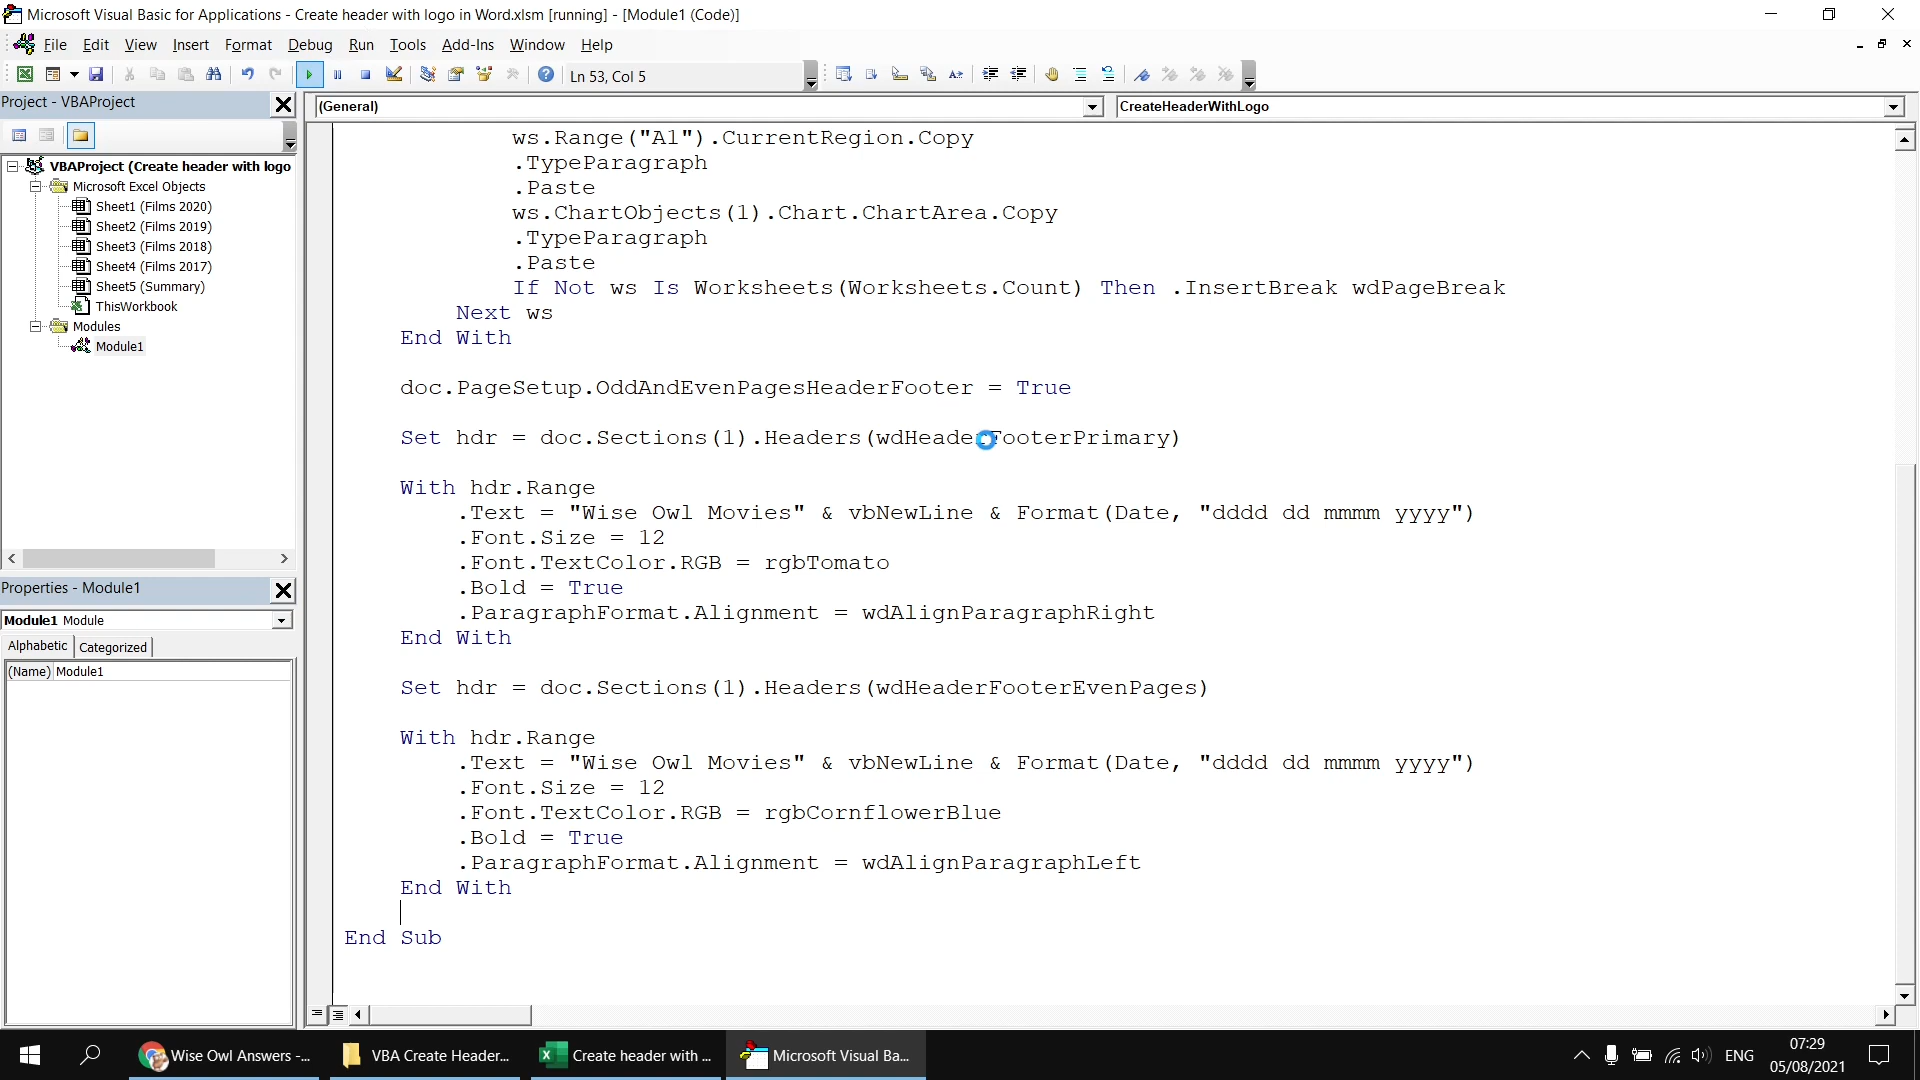 Microsoft Visual Basic for Applications - Create header with logo in Word.xlsm [running] - [Module1 (Code)]
File Edit View Insert Format Debug Run Tools Add-Ins Window Help
Ln 53, Col 5
Project - VBAProject
(General)
CreateHeaderWithLogo
VBAProject (Create header with logo
Microsoft Excel Objects
Sheet1 (Films 2020)
Sheet2 (Films 2019)
Sheet3 (Films 2018)
Sheet4 (Films 2017)
Sheet5 (Summary)
ThisWorkbook
Modules
Module1
Properties - Module1
Module1 Module
Alphabetic Categorized
(Name) Module1
ws.Range("A1").CurrentRegion.Copy
.TypeParagraph
.Paste
ws.ChartObjects(1).Chart.ChartArea.Copy
.TypeParagraph
.Paste
If Not ws Is Worksheets(Worksheets.Count) Then .InsertBreak wdPageBreak
Next ws
End With
doc.PageSetup.OddAndEvenPagesHeaderFooter = True
Set hdr = doc.Sections(1).Headers(wdHeaderFooterPrimary)
With hdr.Range
.Text = "Wise Owl Movies" & vbNewLine & Format(Date, "dddd dd mmmm yyyy")
.Font.Size = 12
.Font.TextColor.RGB = rgbTomato
.Bold = True
.ParagraphFormat.Alignment = wdAlignParagraphRight
End With
Set hdr = doc.Sections(1).Headers(wdHeaderFooterEvenPages)
With hdr.Range
.Text = "Wise Owl Movies" & vbNewLine & Format(Date, "dddd dd mmmm yyyy")
.Font.Size = 12
.Font.TextColor.RGB = rgbCornflowerBlue
.Bold = True
.ParagraphFormat.Alignment = wdAlignParagraphLeft
End With
End Sub
Wise Owl Answers -...
VBA Create Header...
Create header with ...
Microsoft Visual Ba...
ENG
07:29
05/08/2021